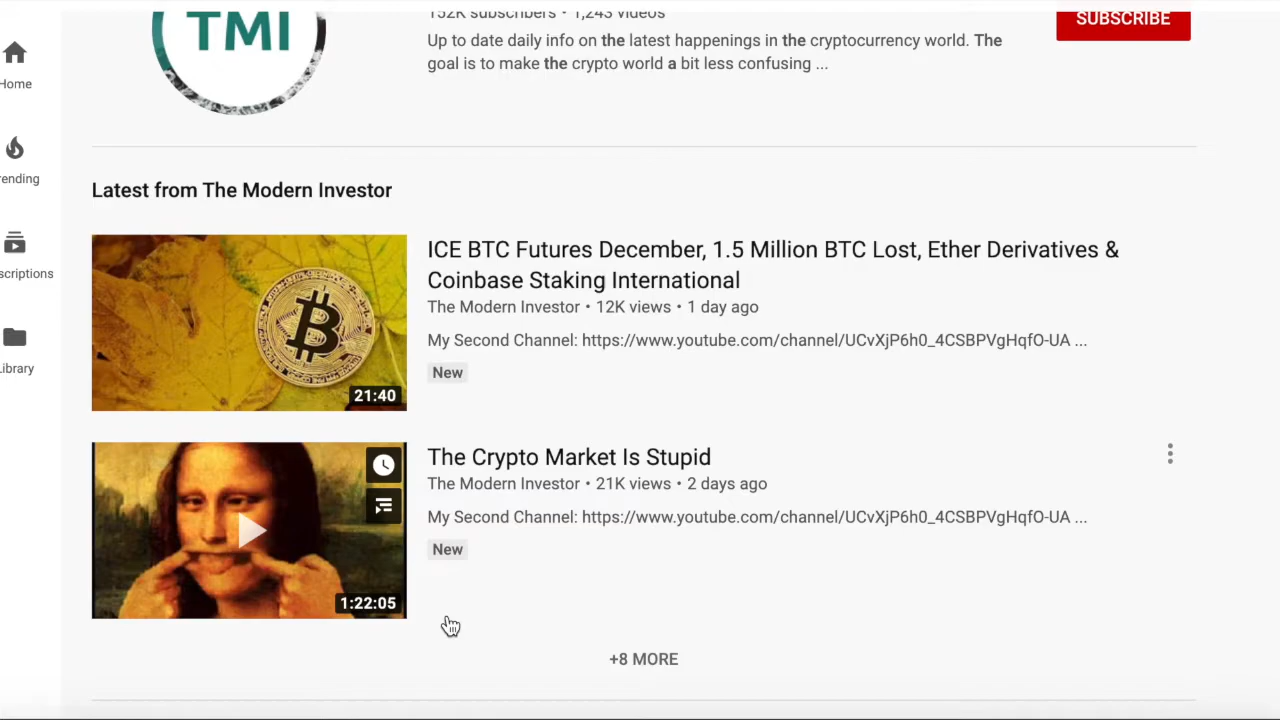 TMI
152K subscribers • 1,243 videos
SUBSCRIBE
Up to date daily info on the latest happenings in the cryptocurrency world. The
goal is to make the crypto world a bit less confusing ...
Home
rending
scriptions
ibrary
Latest from The Modern Investor
ICE BTC Futures December, 1.5 Million BTC Lost, Ether Derivatives &
Coinbase Staking International
The Modern Investor • 12K views • 1 day ago
My Second Channel: https://www.youtube.com/channel/UCvXjP6h0_4CSBPVgHqfO-UA ...
New
21:40
The Crypto Market Is Stupid
The Modern Investor • 21K views • 2 days ago
My Second Channel: https://www.youtube.com/channel/UCvXjP6h0_4CSBPVgHqfO-UA ...
New
1:22:05
+8 MORE